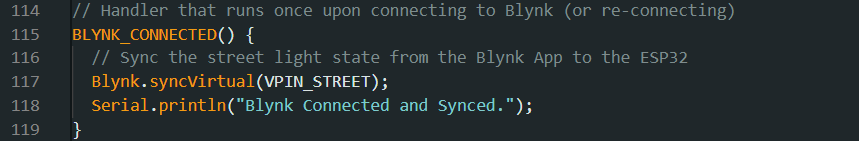 114 // Handler that runs once upon connecting to Blynk (or re-connecting)
115 BLYNK_CONNECTED() {
116   // Sync the street light state from the Blynk App to the ESP32
117   Blynk.syncVirtual(VPIN_STREET);
118   Serial.println("Blynk Connected and Synced.");
119 }